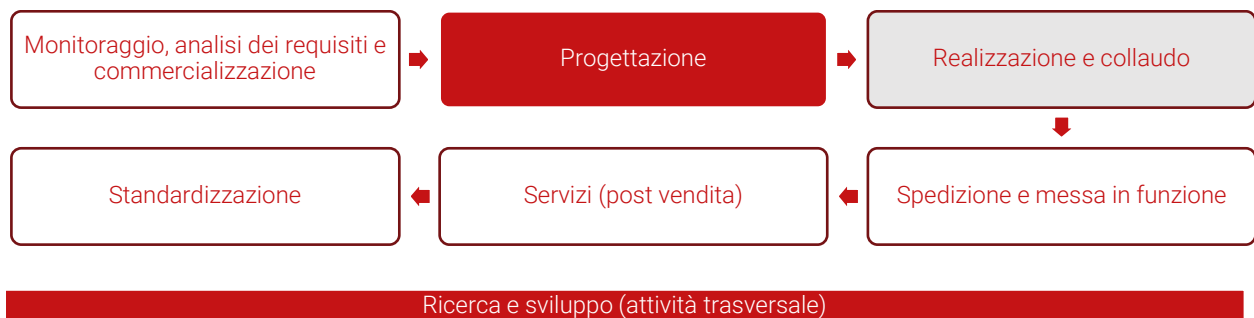 Monitoraggio, analisi dei requisiti e
commercializzazione
Progettazione
Realizzazione e collaudo
Standardizzazione
Servizi (post vendita)
Spedizione e messa in funzione
Ricerca e sviluppo (attività trasversale)